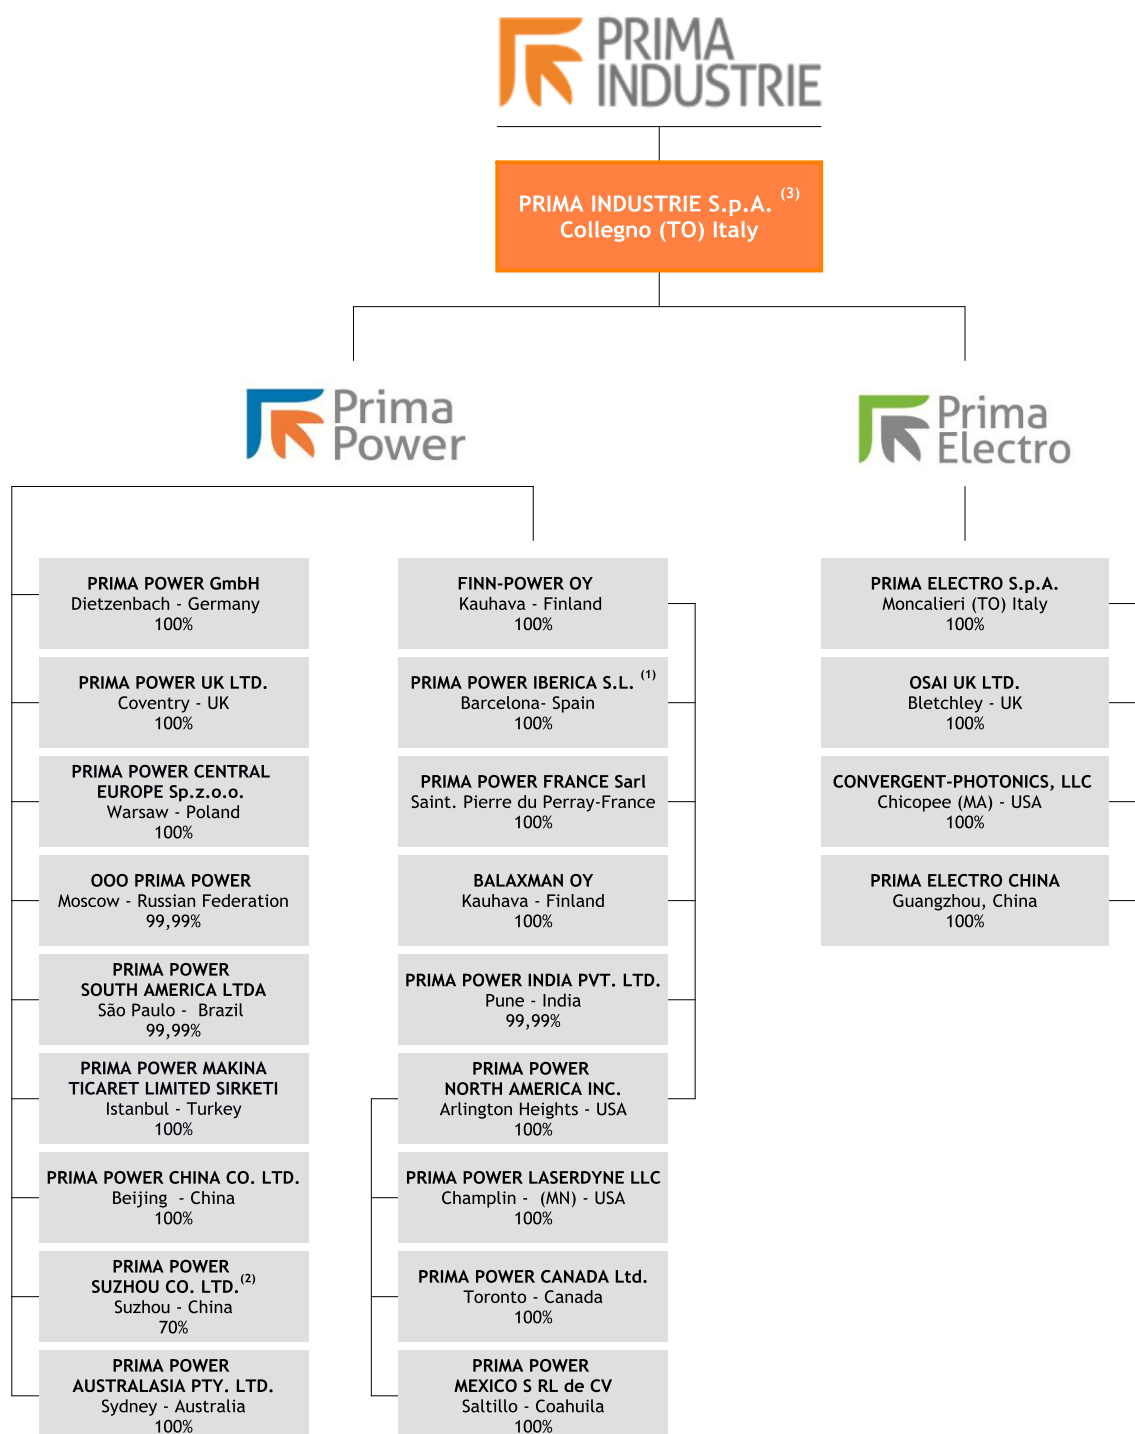 PRIMA
INDUSTRIE
PRIMA INDUSTRIE S.p.A. (3)
Collegno (TO) Italy
Prima
Power
Prima
Electro
PRIMA POWER GmbH
Dietzenbach - Germany
100%
PRIMA POWER UK LTD.
Coventry - UK
100%
PRIMA POWER CENTRAL
EUROPE Sp.z.o.o.
Warsaw - Poland
100%
OOO PRIMA POWER
Moscow - Russian Federation
99,99%
PRIMA POWER
SOUTH AMERICA LTDA
São Paulo - Brazil
99,99%
PRIMA POWER MAKINA
TICARET LIMITED SIRKETI
Istanbul - Turkey
100%
PRIMA POWER CHINA CO. LTD.
Beijing - China
100%
PRIMA POWER
SUZHOU CO. LTD.(2)
Suzhou - China
70%
PRIMA POWER
AUSTRALASIA PTY. LTD.
Sydney - Australia
100%
FINN-POWER OY
Kauhava - Finland
100%
PRIMA POWER IBERICA S.L. (1)
Barcelona- Spain
100%
PRIMA POWER FRANCE Sarl
Saint. Pierre du Perray-France
100%
BALAXMAN OY
Kauhava - Finland
100%
PRIMA POWER INDIA PVT. LTD.
Pune - India
99,99%
PRIMA POWER
NORTH AMERICA INC.
Arlington Heights - USA
100%
PRIMA POWER LASERDYNE LLC
Champlin - (MN) - USA
100%
PRIMA POWER CANADA Ltd.
Toronto - Canada
100%
PRIMA POWER
MEXICO S RL de CV
Saltillo - Coahuila
100%
PRIMA ELECTRO S.p.A.
Moncalieri (TO) Italy
100%
OSAI UK LTD.
Bletchley - UK
100%
CONVERGENT-PHOTONICS, LLC
Chicopee (MA) - USA
100%
PRIMA ELECTRO CHINA
Guangzhou, China
100%